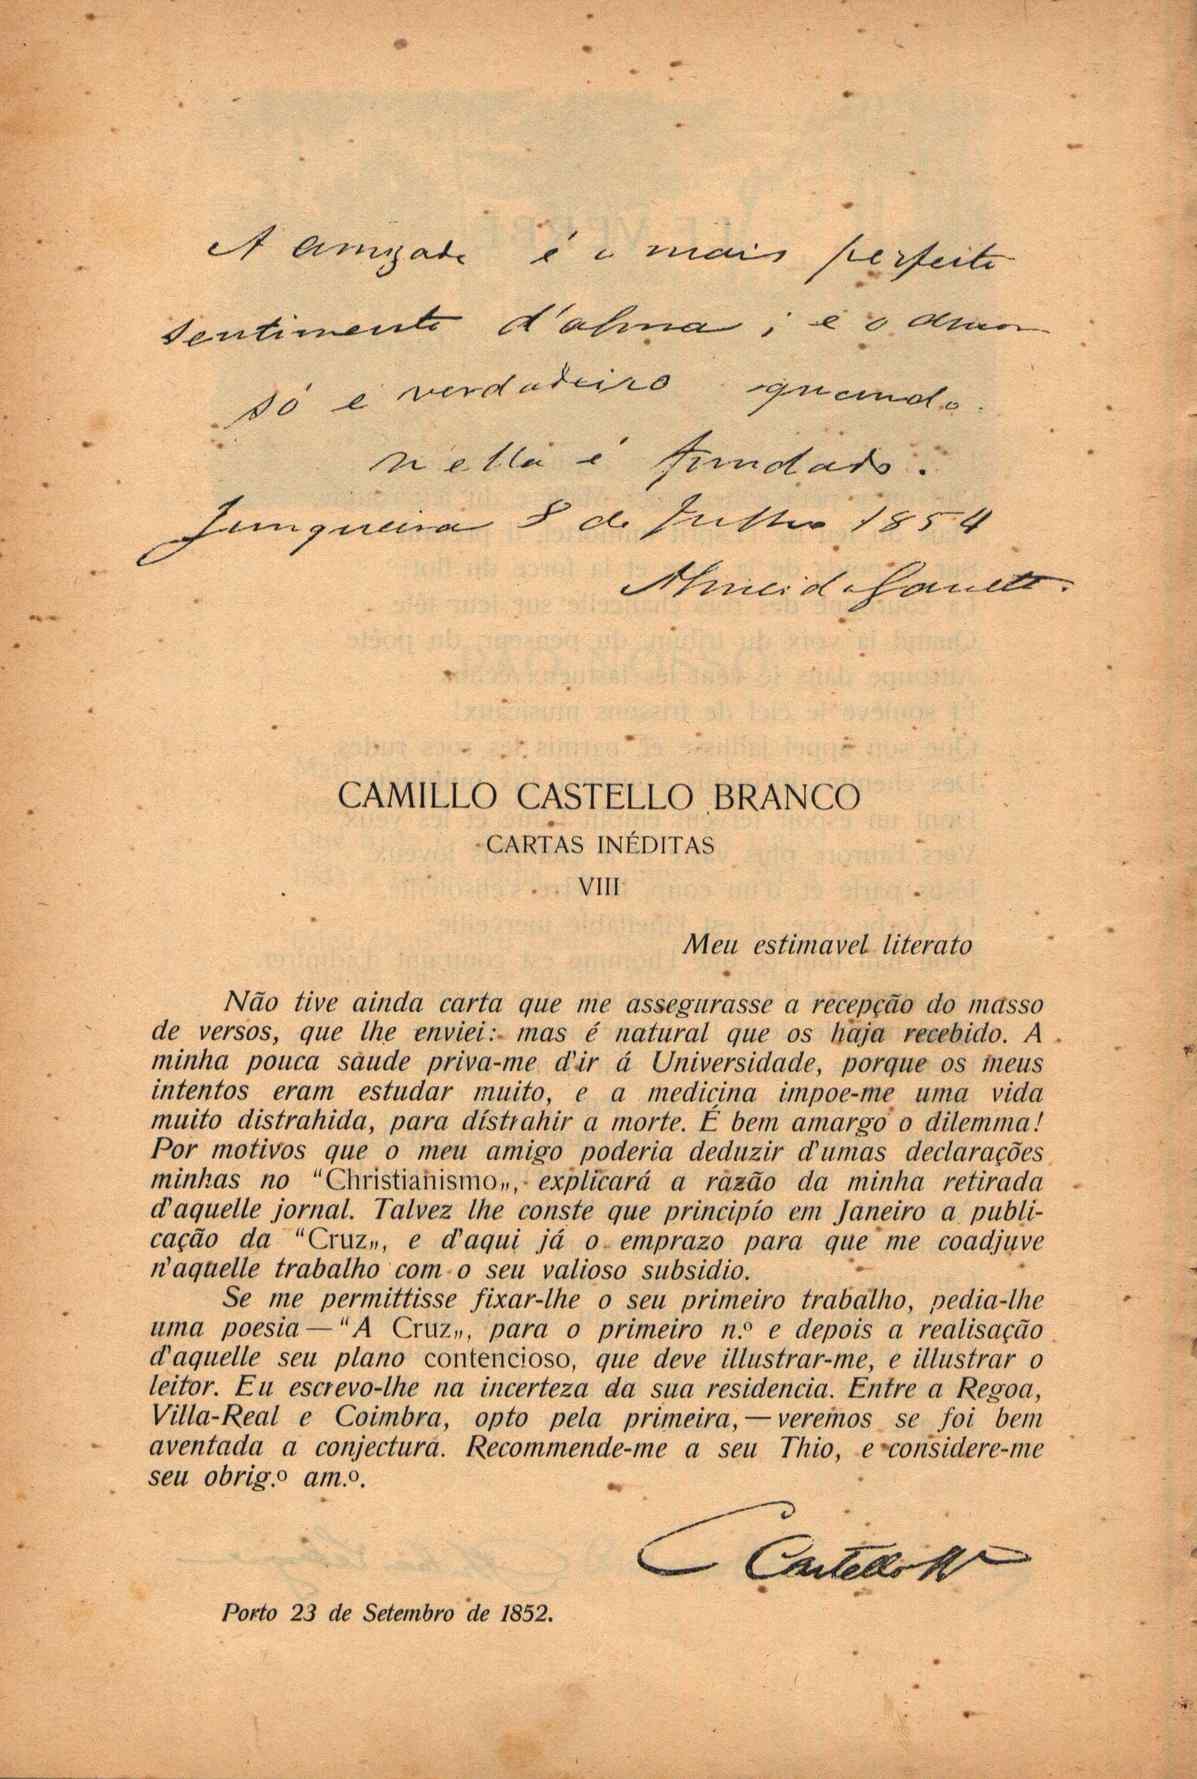 A amizade é o mais perfeito
sentimento d'alma; e o amor
só é verdadeiro quando
n'ella é fundado.
Junqueira 8 de Julho 1854
Almeida Garrett.
CAMILLO CASTELLO BRANCO
CARTAS INÉDITAS
VIII
Meu estimavel literato
Não tive ainda carta que me assegurasse a recepção do masso
de versos, que lhe enviei: mas é natural que os haja recebido. A
minha pouca saude priva-me d'ir á Universidade, porque os meus
intentos eram estudar muito, e a medicina impoe-me uma vida
muito distrahida, para distrahir a morte. É bem amargo o dilemma!
Por motivos que o meu amigo poderia deduzir d'umas declarações
minhas no “Christianismo„, explicará a razão da minha retirada
d'aquelle jornal. Talvez lhe conste que principío em Janeiro a publi-
cação da “Cruz„, e d'aqui já o emprazo para que me coadjuve
n'aquelle trabalho com o seu valioso subsidio.
Se me permittisse fixar-lhe o seu primeiro trabalho, pedia-lhe
uma poesia — “A Cruz„, para o primeiro n.º e depois a realisação
d'aquelle seu plano contencioso, que deve illustrar-me, e illustrar o
leitor. Eu escrevo-lhe na incerteza da sua residencia. Entre a Regoa,
Villa-Real e Coimbra, opto pela primeira, — veremos se foi bem
aventada a conjectura. Recommende-me a seu Thio, e considere-me
seu obrig.º am.º.
C Castello Br
Porto 23 de Setembro de 1852.